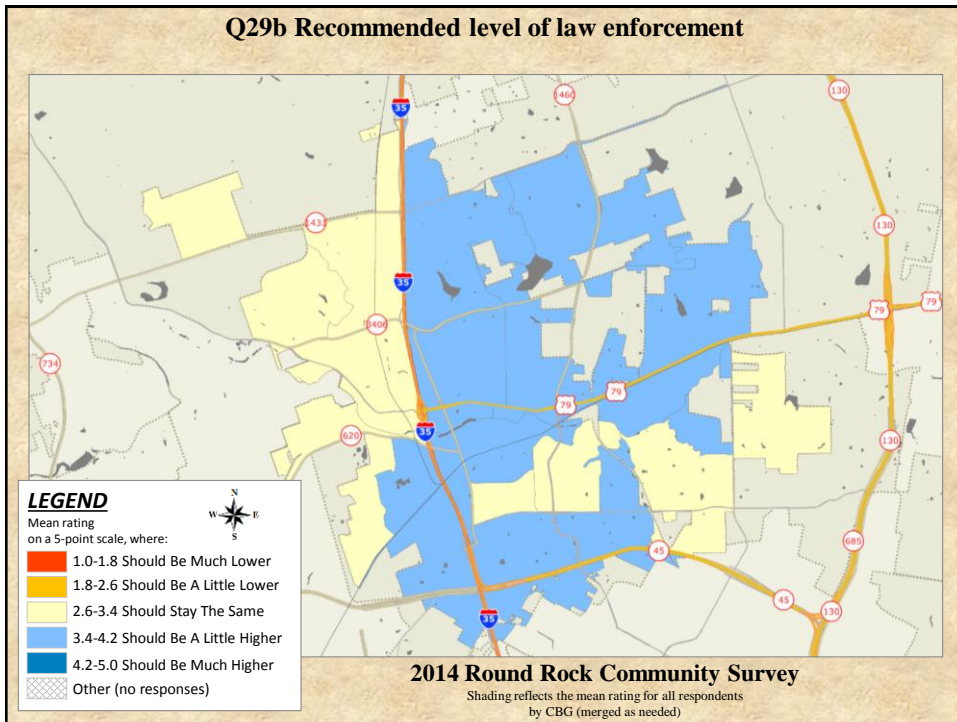 Q29b Recommended level of law enforcement
35
1460
130
1431
130
35
79
79
3406
734
79
79
620
35
130
45
685
45
130
35
LEGEND
N
W E
S
Mean rating
on a 5-point scale, where:
1.0-1.8 Should Be Much Lower
1.8-2.6 Should Be A Little Lower
2.6-3.4 Should Stay The Same
3.4-4.2 Should Be A Little Higher
4.2-5.0 Should Be Much Higher
Other (no responses)
2014 Round Rock Community Survey
Shading reflects the mean rating for all respondents
by CBG (merged as needed)